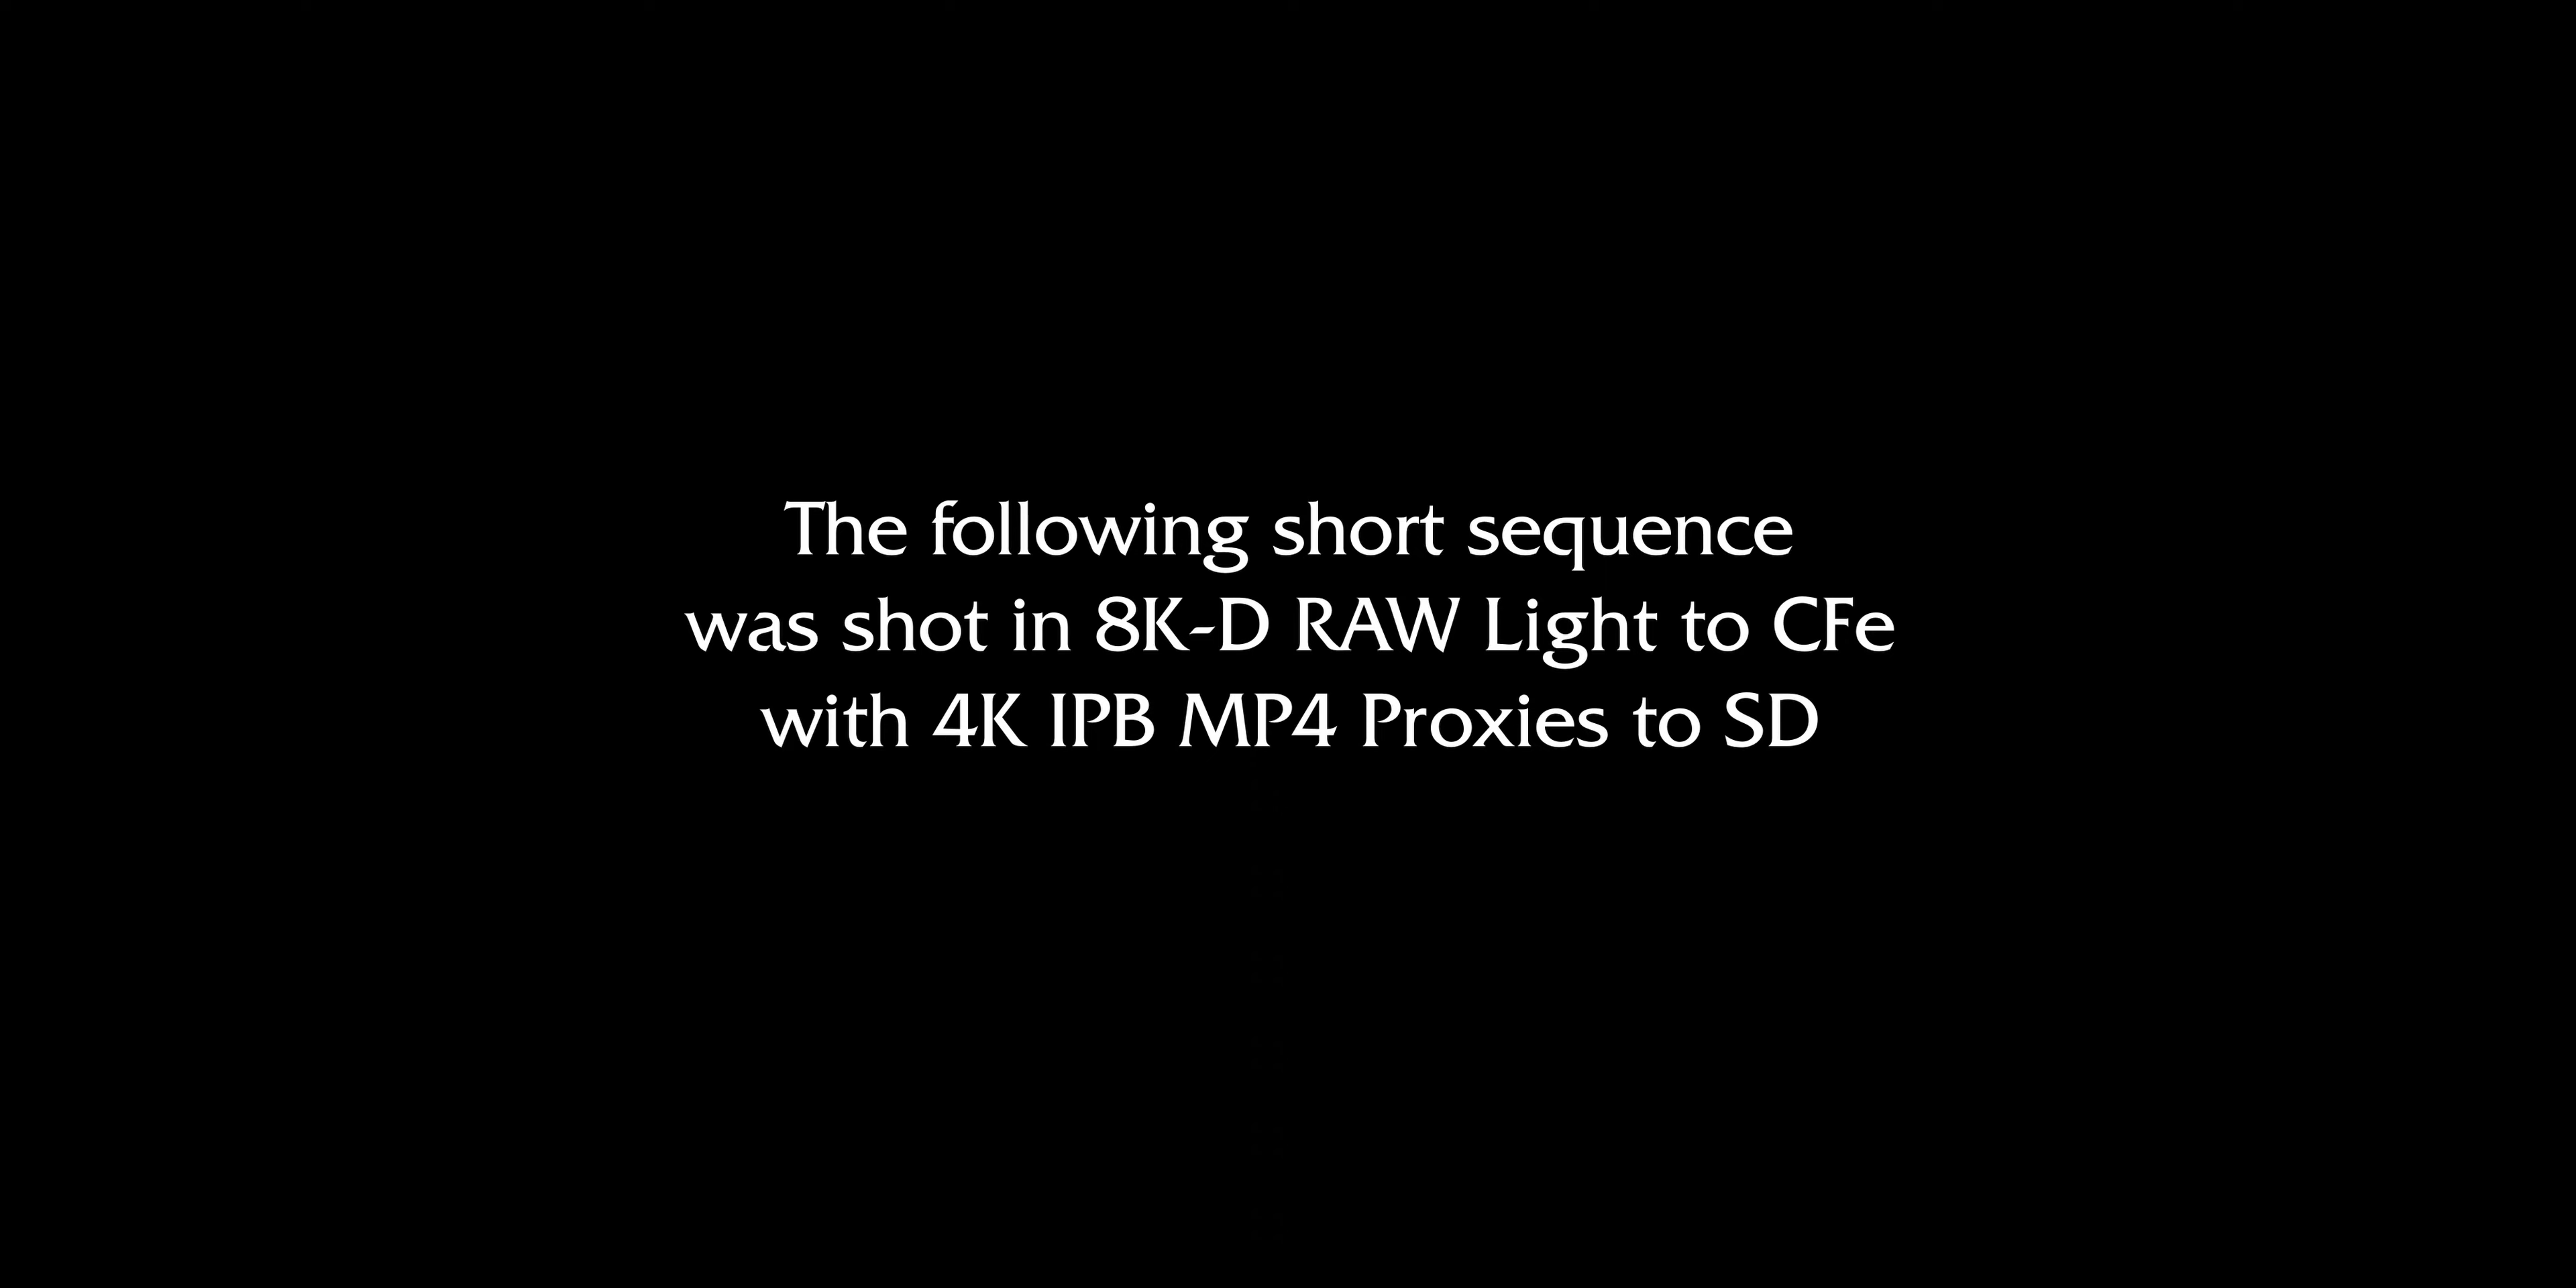 The following short sequence
was shot in 8K-D RAW Light to CFe
with 4K IPB MP4 Proxies to SD